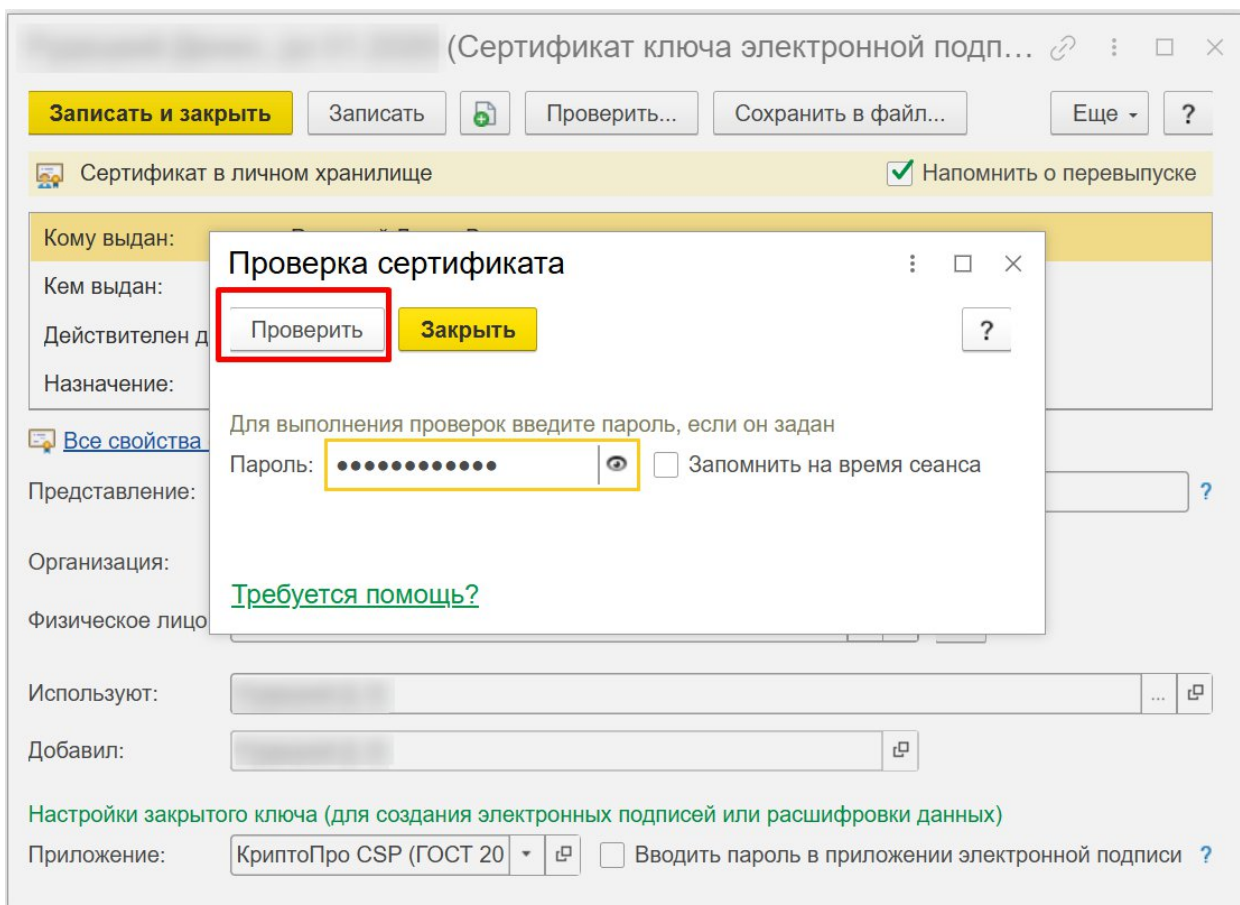 (Сертификат ключа электронной подп...
Записать и закрыть Записать Проверить... Сохранить в файл... Еще ?
Сертификат в личном хранилище Напомнить о перевыпуске
Кому выдан:
Проверка сертификата
Кем выдан:
Проверить Закрыть ?
Действителен д
Назначение:
Для выполнения проверок введите пароль, если он задан
Все свойства
Пароль: •••••••••••• Запомнить на время сеанса
Представление: ?
Организация:
Требуется помощь?
Физическое лицо
Используют: ...
Добавил:
Настройки закрытого ключа (для создания электронных подписей или расшифровки данных)
Приложение: КриптоПро CSP (ГОСТ 20 Вводить пароль в приложении электронной подписи ?